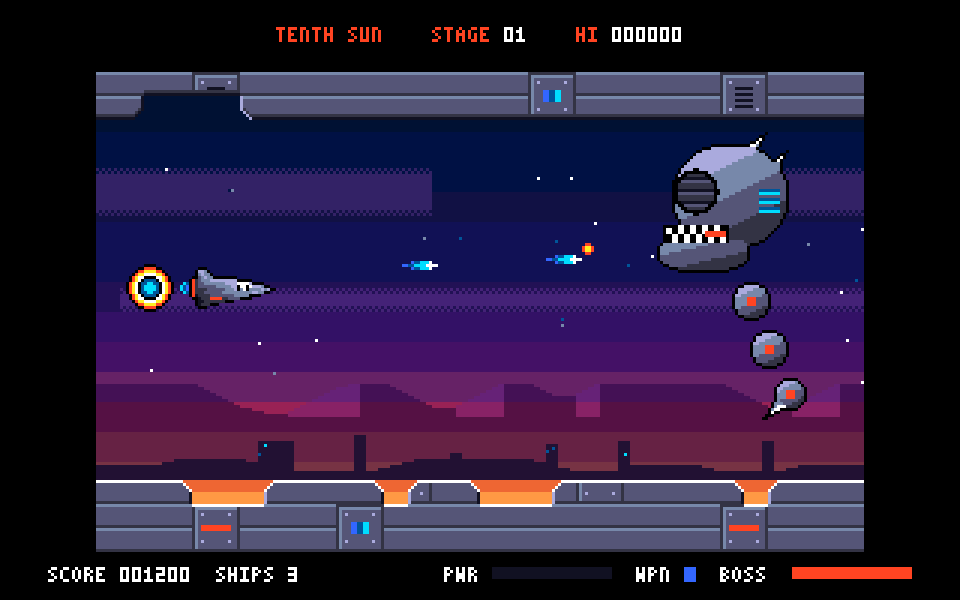 TENTH SUN STAGE 01 HI 000000
SCORE 001200 SHIPS 3 PWR WPN BOSS